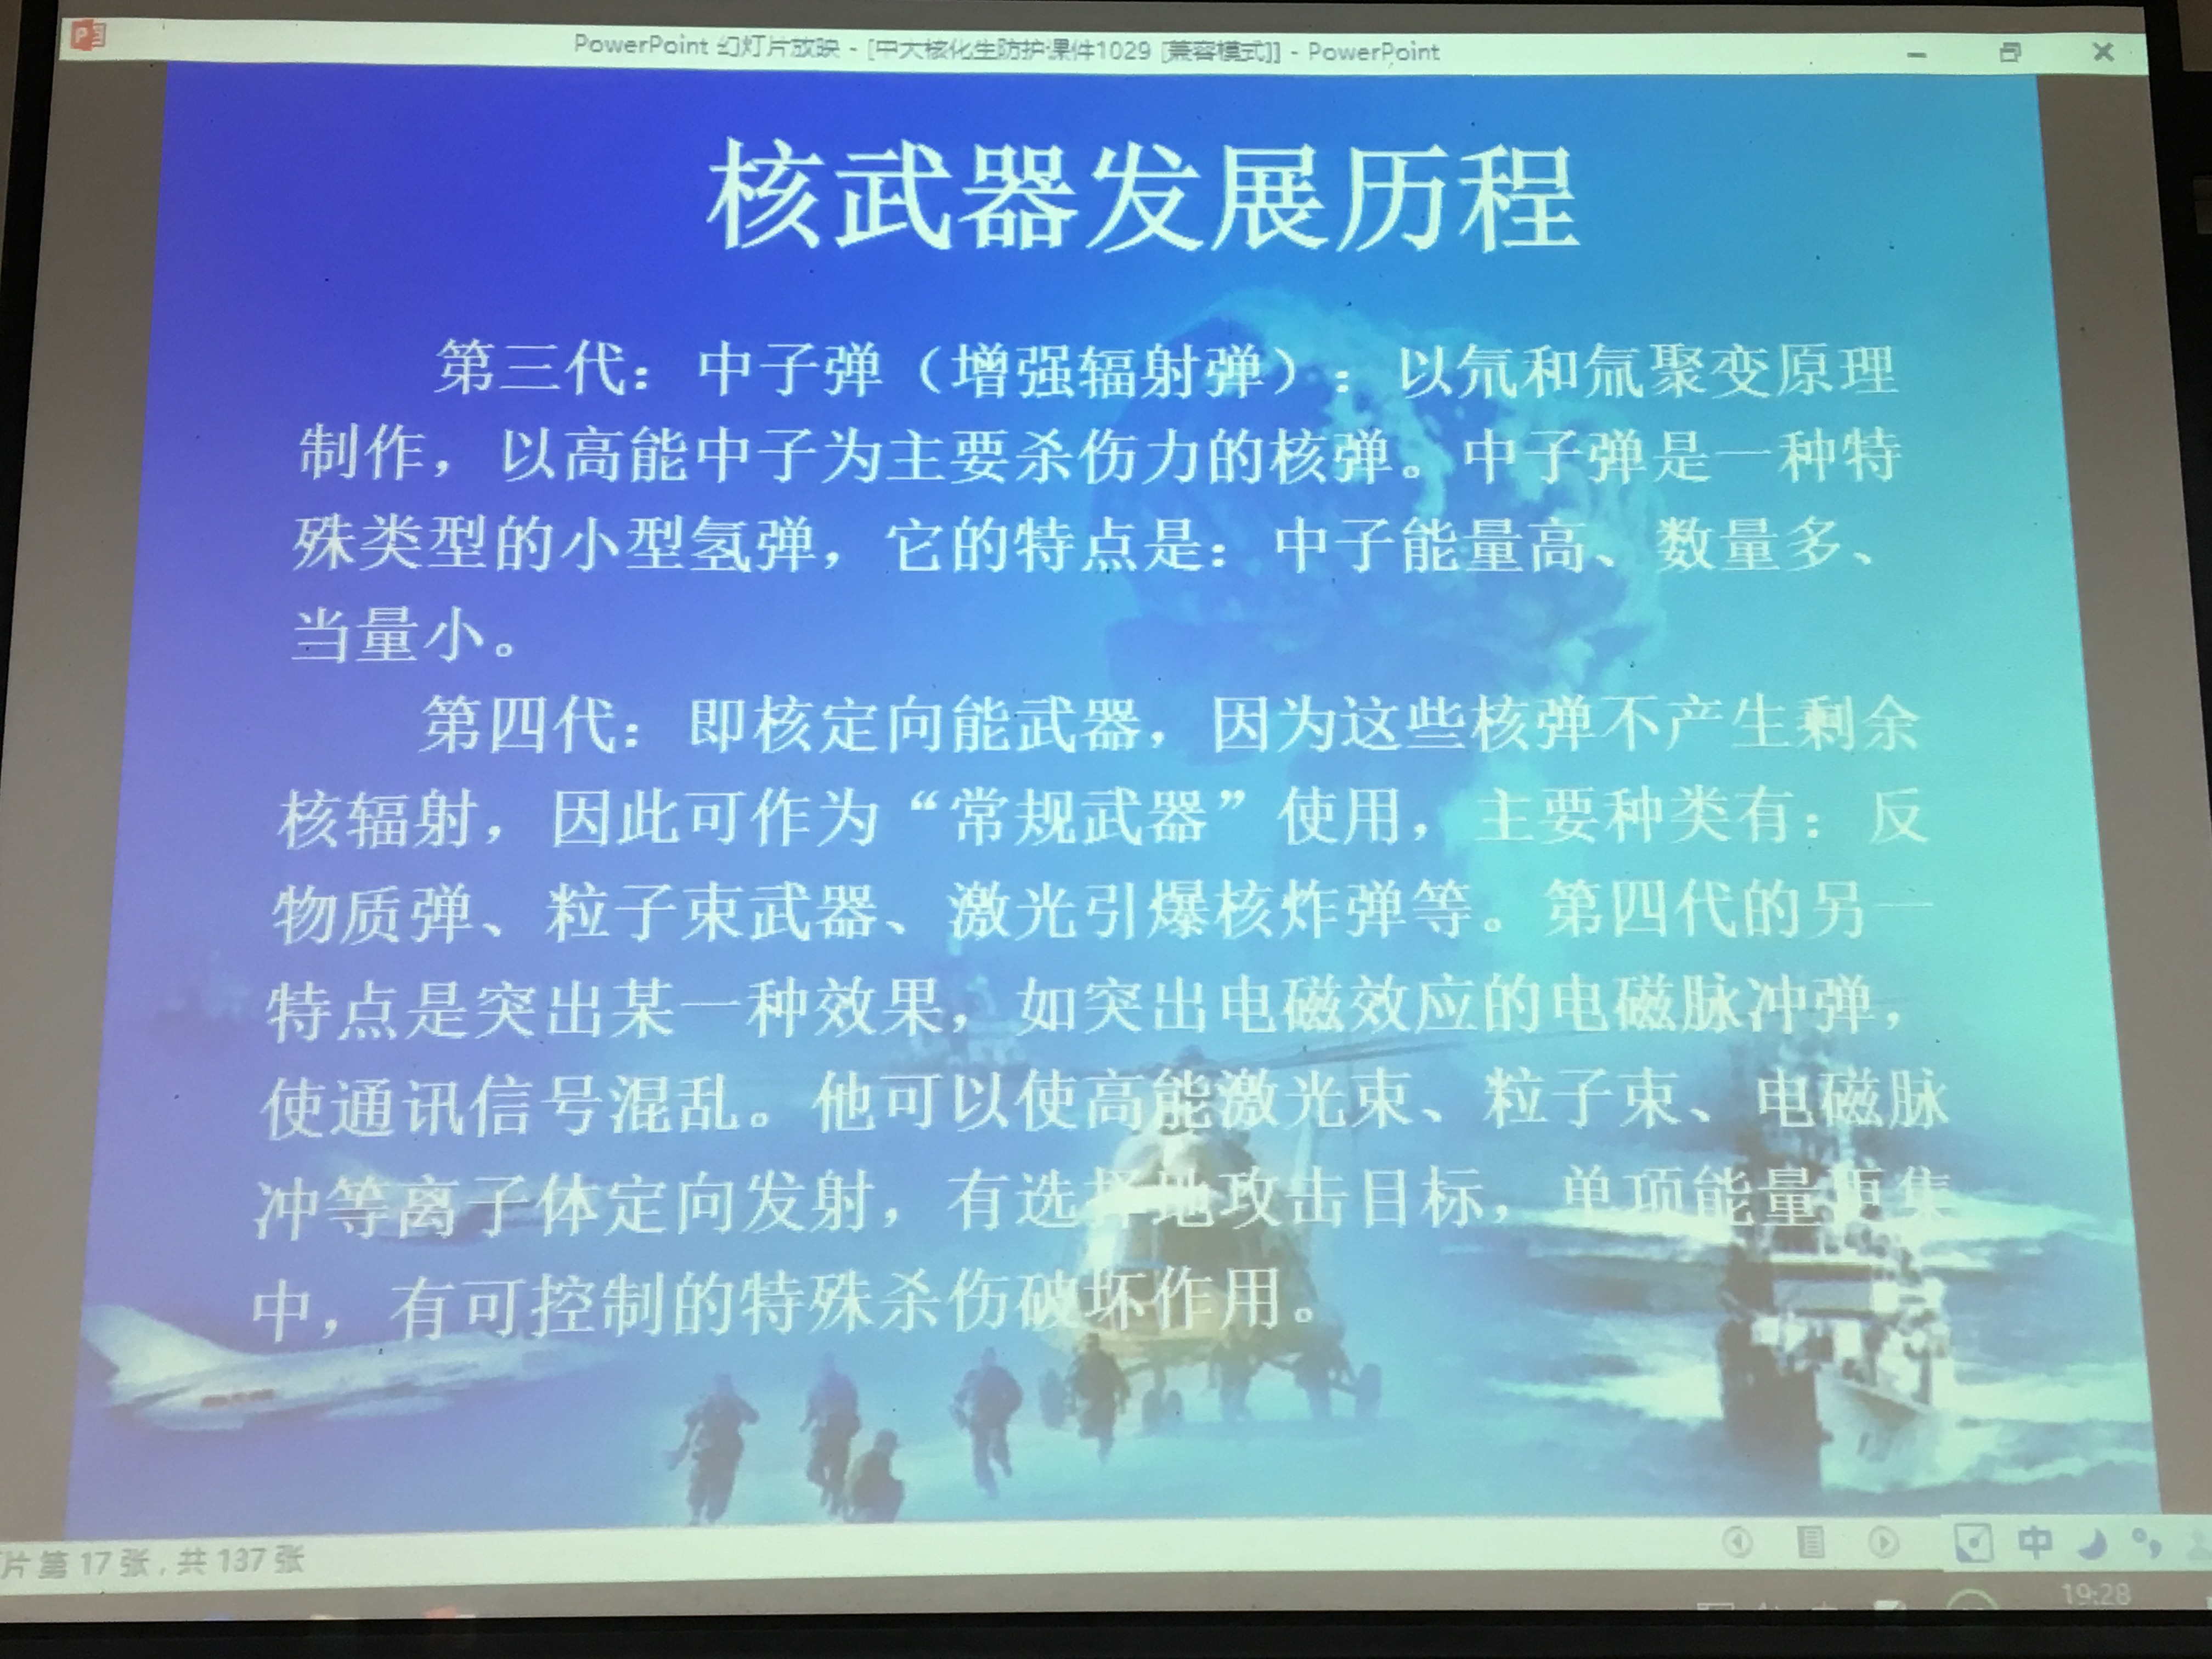 PowerPoint 幻灯片放映 - [中大核化生防护课件1029 [兼容模式]] - PowerPoint
核武器发展历程
第三代：中子弹（增强辐射弹）：以氘和氚聚变原理
制作，以高能中子为主要杀伤力的核弹。中子弹是一种特
殊类型的小型氢弹，它的特点是：中子能量高、数量多、
当量小。
第四代：即核定向能武器，因为这些核弹不产生剩余
核辐射，因此可作为“常规武器”使用，主要种类有：反
物质弹、粒子束武器、激光引爆核炸弹等。第四代的另一
特点是突出某一种效果，如突出电磁效应的电磁脉冲弹，
使通讯信号混乱。他可以使高能激光束、粒子束、电磁脉
冲等离子体定向发射，有选择地攻击目标，单项能量更集
中，有可控制的特殊杀伤破坏作用。
片 第 17 张，共 137 张
中
19:28